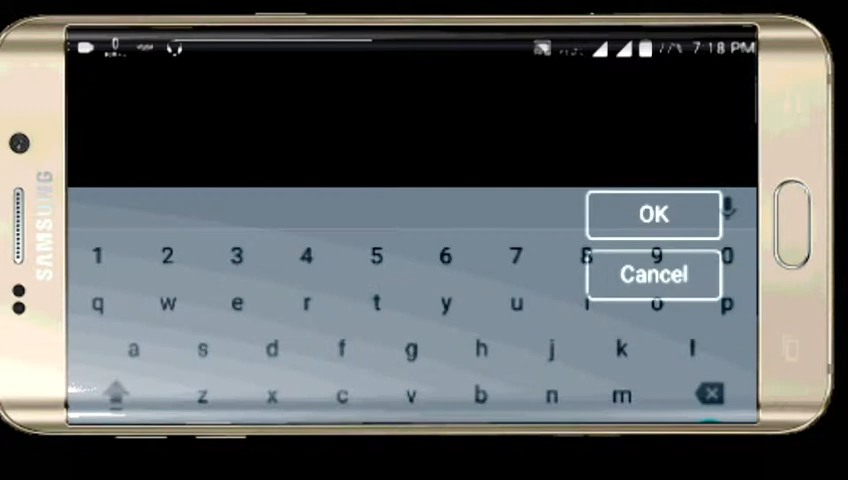 7:18 PM
SAMSUNG
OK
1 2 3 4 5 6 7 8 9 0
Cancel
q w e r t y u i o p
a s d f g h j k l
z x c v b n m